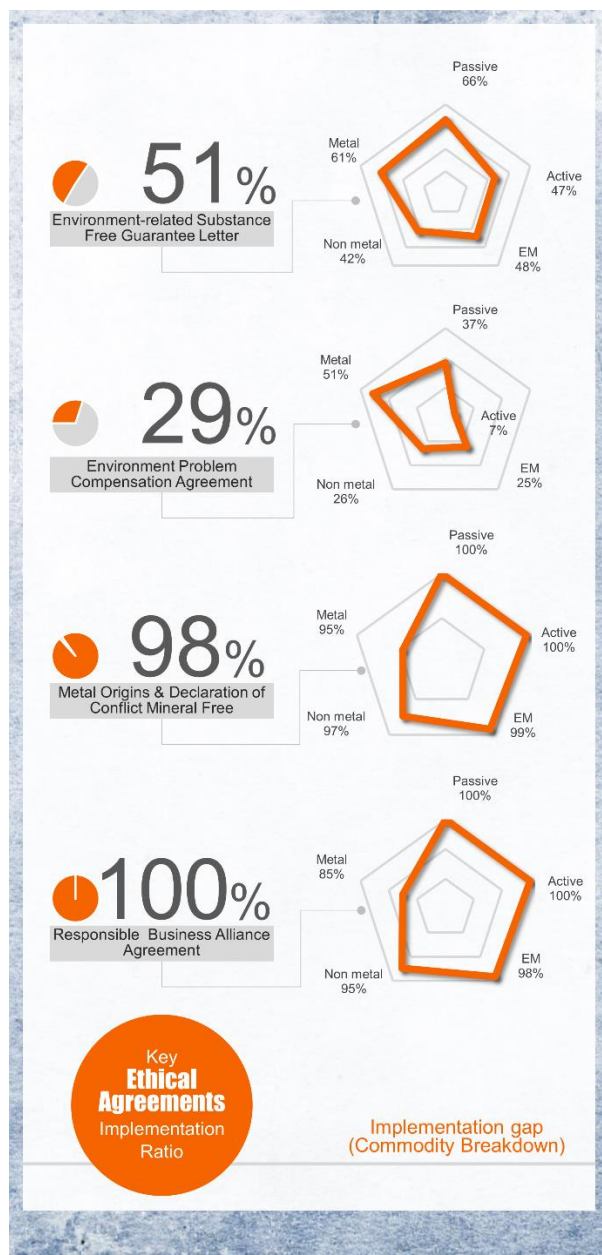 Passive
66%
Metal
61%
51%
Active
47%
Environment-related Substance
Free Guarantee Letter
Non metal
42%
EM
48%
Passive
37%
Metal
51%
29%
Active
7%
Environment Problem
Compensation Agreement
Non metal
26%
EM
25%
Passive
100%
Metal
95%
98%
Active
100%
Metal Origins & Declaration of
Conflict Mineral Free
Non metal
97%
EM
99%
Passive
100%
Metal
85%
100%
Active
100%
Responsible Business Alliance
Agreement
Non metal
95%
EM
98%
Key
Ethical
Agreements
Implementation
Ratio
Implementation gap
(Commodity Breakdown)